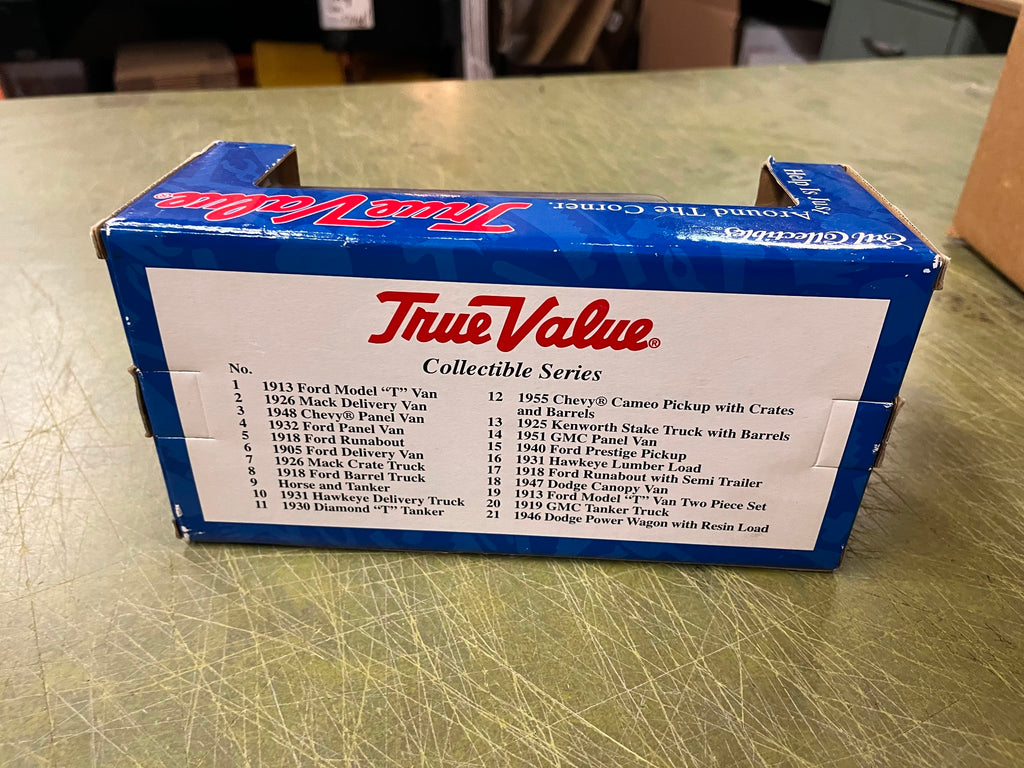 True Value®
Help Is Just
Around The Corner.
Ertl Collectibles
True Value®
Collectible Series
No.
1 1913 Ford Model “T” Van
2 1926 Mack Delivery Van
3 1948 Chevy® Panel Van
4 1932 Ford Panel Van
5 1918 Ford Runabout
6 1905 Ford Delivery Van
7 1926 Mack Crate Truck
8 1918 Ford Barrel Truck
9 Horse and Tanker
10 1931 Hawkeye Delivery Truck
11 1930 Diamond “T” Tanker
12 1955 Chevy® Cameo Pickup with Crates
and Barrels
13 1925 Kenworth Stake Truck with Barrels
14 1951 GMC Panel Van
15 1940 Ford Prestige Pickup
16 1931 Hawkeye Lumber Load
17 1918 Ford Runabout with Semi Trailer
18 1947 Dodge Canopy Van
19 1913 Ford Model “T” Van Two Piece Set
20 1919 GMC Tanker Truck
21 1946 Dodge Power Wagon with Resin Load